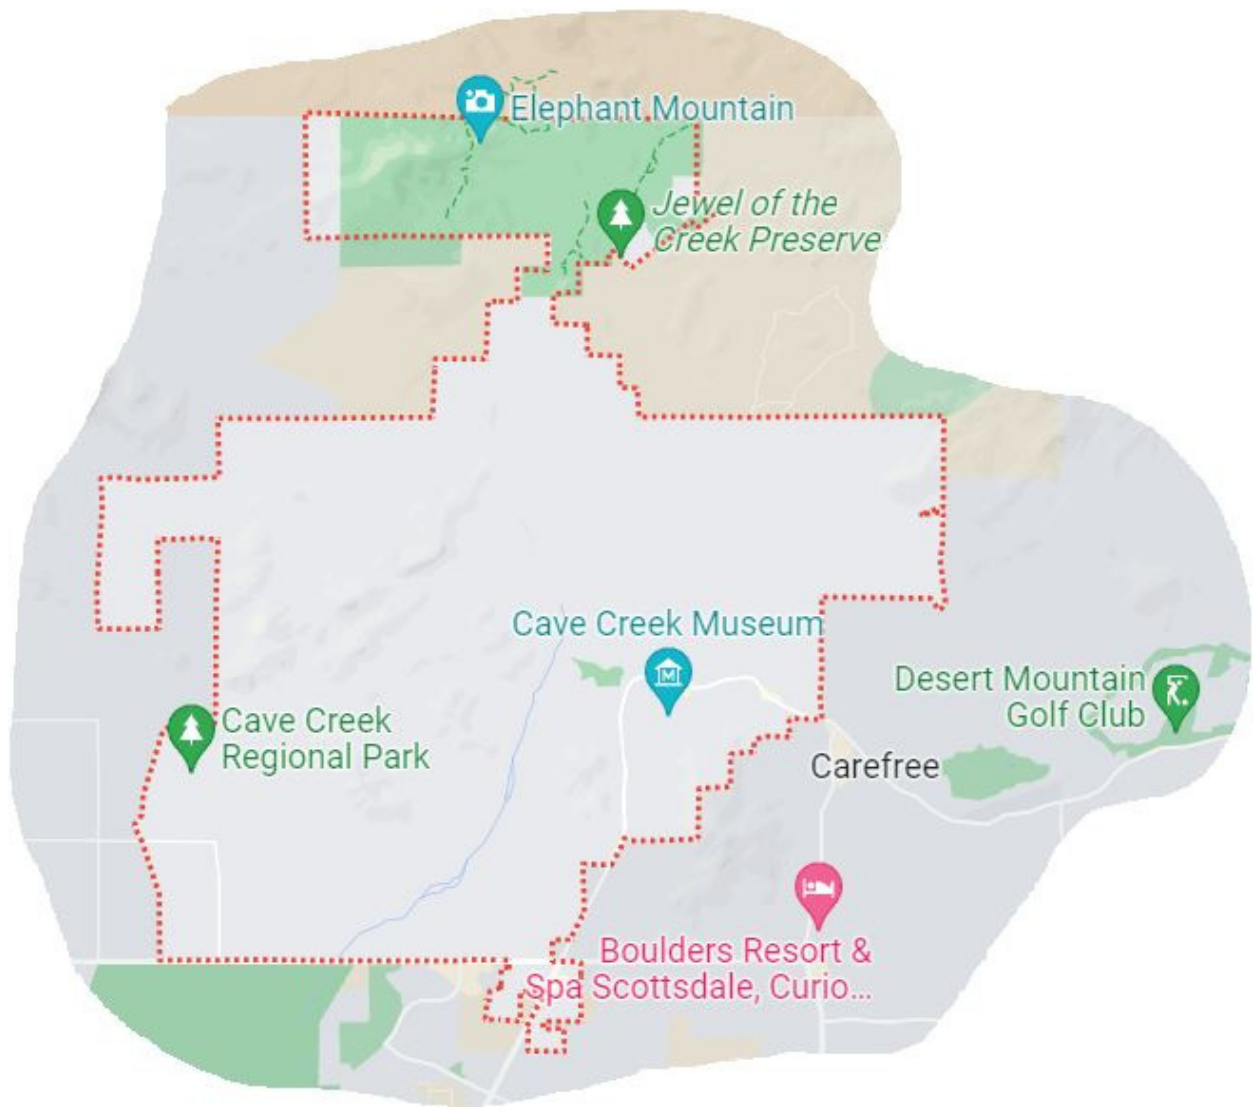 Elephant Mountain
Jewel of the
Creek Preserve
Cave Creek Museum
Desert Mountain
Golf Club
Cave Creek
Regional Park
Carefree
Boulders Resort &
Spa Scottsdale, Curio...